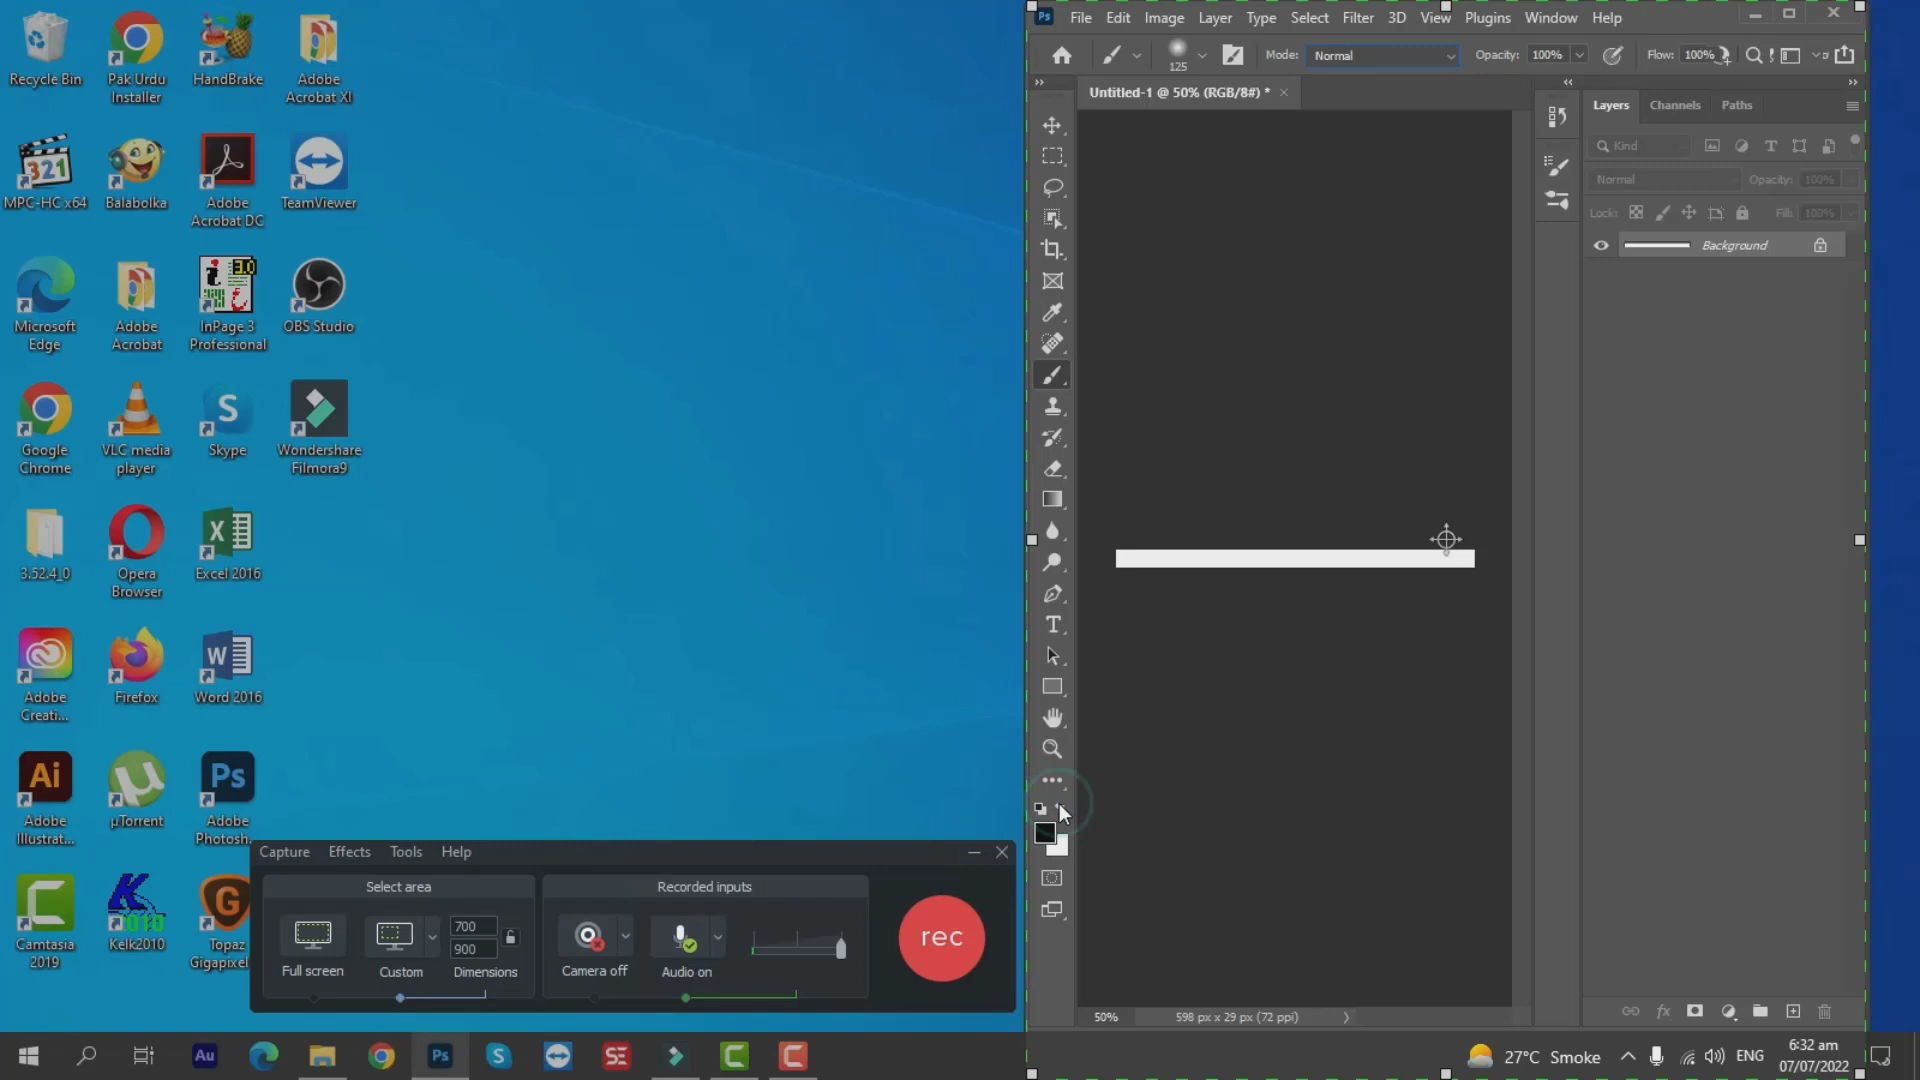 Recycle Bin
Pak Urdu
Installer
HandBrake
Adobe
Acrobat XI
MPC-HC x64
Balabolka
Adobe
Acrobat DC
TeamViewer
Microsoft
Edge
Adobe
Acrobat
InPage 3
Professional
OBS Studio
Google
Chrome
VLC media
player
Skype
Wondershare
Filmora9
3.52.4_0
Opera
Browser
Excel 2016
Adobe
Creati...
Firefox
Word 2016
Adobe
Illustrat...
µTorrent
Adobe
Photosh...
Camtasia
2019
Kelk2010
Topaz
Gigapixel
Capture Effects Tools Help
Select area
Recorded inputs
700
900
Full screen
Custom
Dimensions
Camera off
Audio on
rec
Ps File Edit Image Layer Type Select Filter 3D View Plugins Window Help
125
Mode: Normal
Opacity: 100%
Flow: 100%
Untitled-1 @ 50% (RGB/8#) *
Layers Channels Paths
Kind
Normal
Opacity: 100%
Lock:
Fill: 100%
Background
50%
598 px x 29 px (72 ppi)
27°C Smoke
ENG
6:32 am
07/07/2022